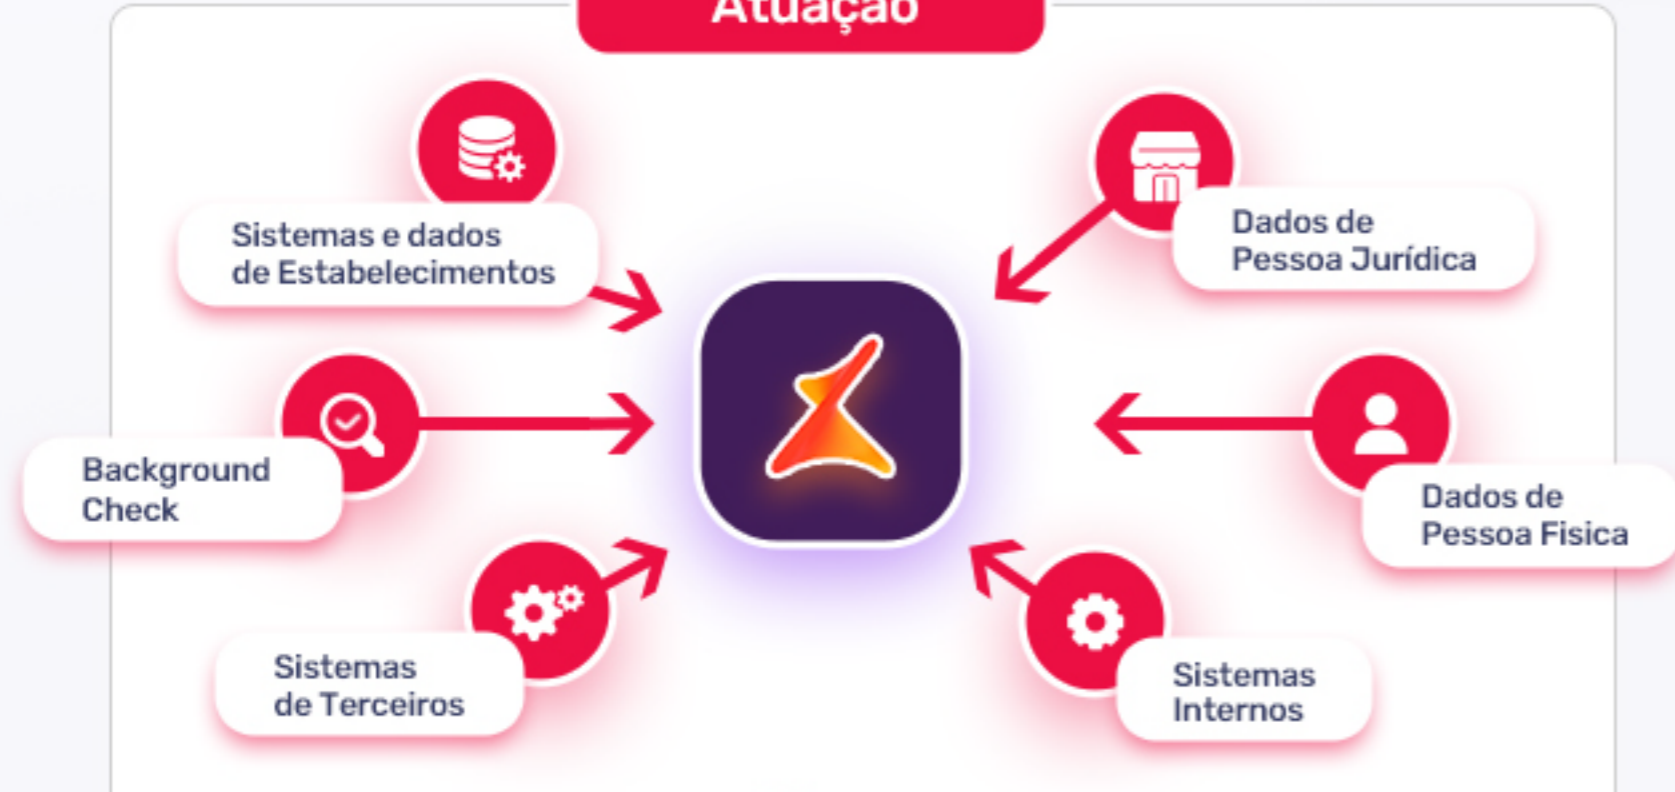 Atuação
Sistemas e dados
de Estabelecimentos
Dados de
Pessoa Jurídica
Background
Check
Dados de
Pessoa Fisica
Sistemas
de Terceiros
Sistemas
Internos